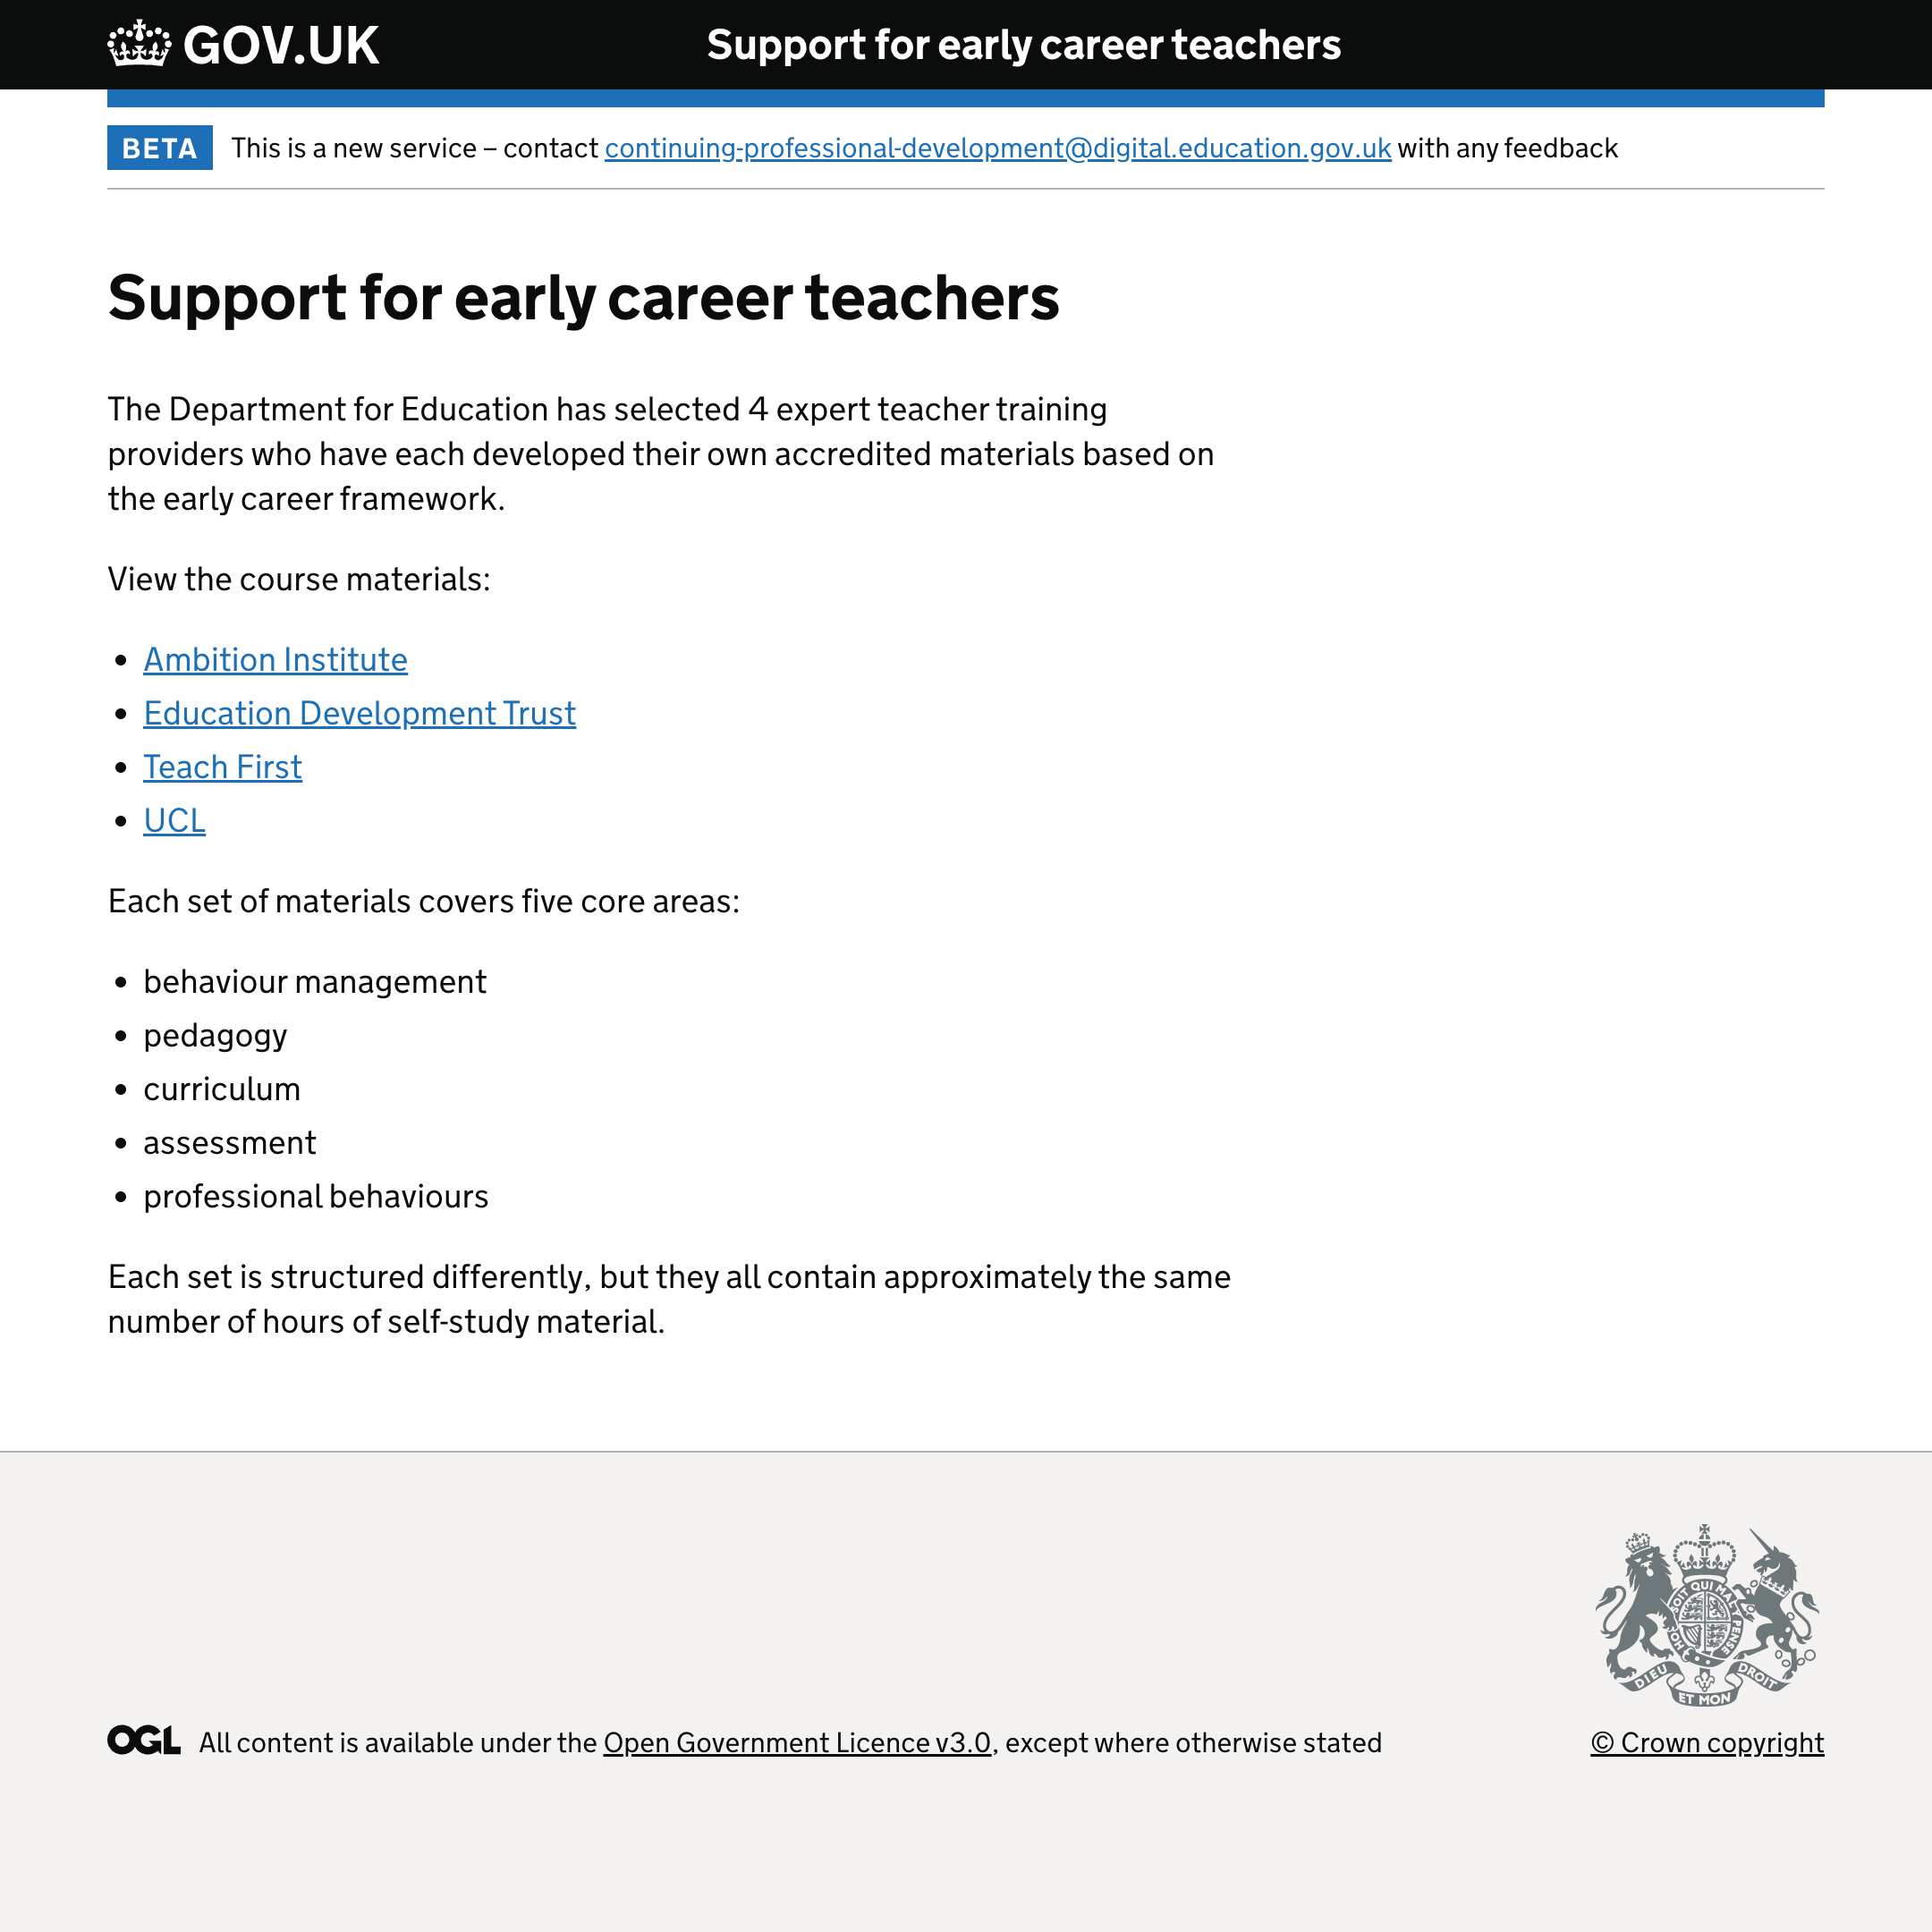 GOV.UK
Support for early career teachers
BETA This is a new service – contact continuing-professional-development@digital.education.gov.uk with any feedback
Support for early career teachers
The Department for Education has selected 4 expert teacher training
providers who have each developed their own accredited materials based on
the early career framework.
View the course materials:
• Ambition Institute
• Education Development Trust
• Teach First
• UCL
Each set of materials covers five core areas:
• behaviour management
• pedagogy
• curriculum
• assessment
• professional behaviours
Each set is structured differently, but they all contain approximately the same
number of hours of self-study material.
SOIT QUI MAL Y PENSE
DIEU ET MON DROIT
OGL All content is available under the Open Government Licence v3.0, except where otherwise stated
© Crown copyright